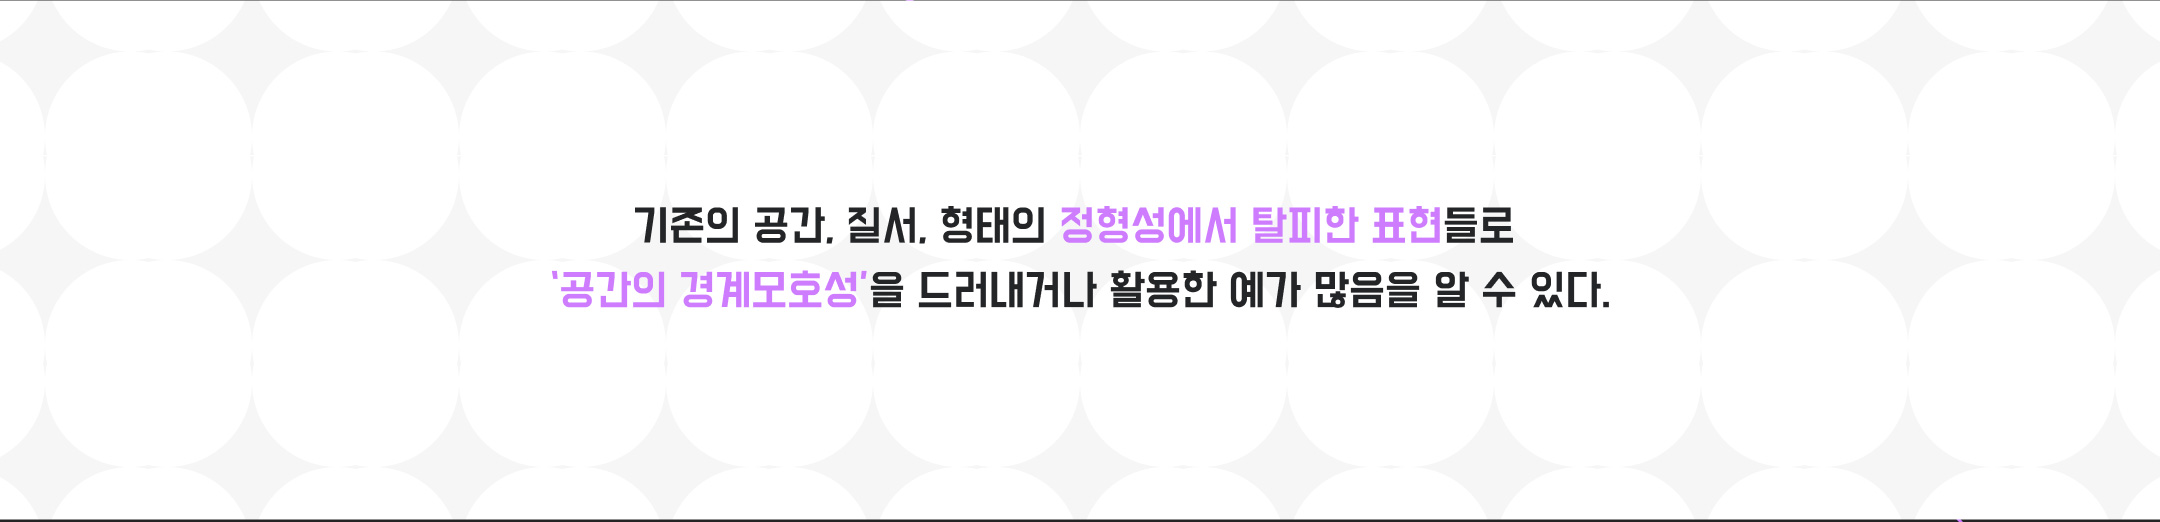 기존의 공간, 질서, 형태의 정형성에서 탈피한 표현들로
‘공간의 경계모호성’을 드러내거나 활용한 예가 많음을 알 수 있다.